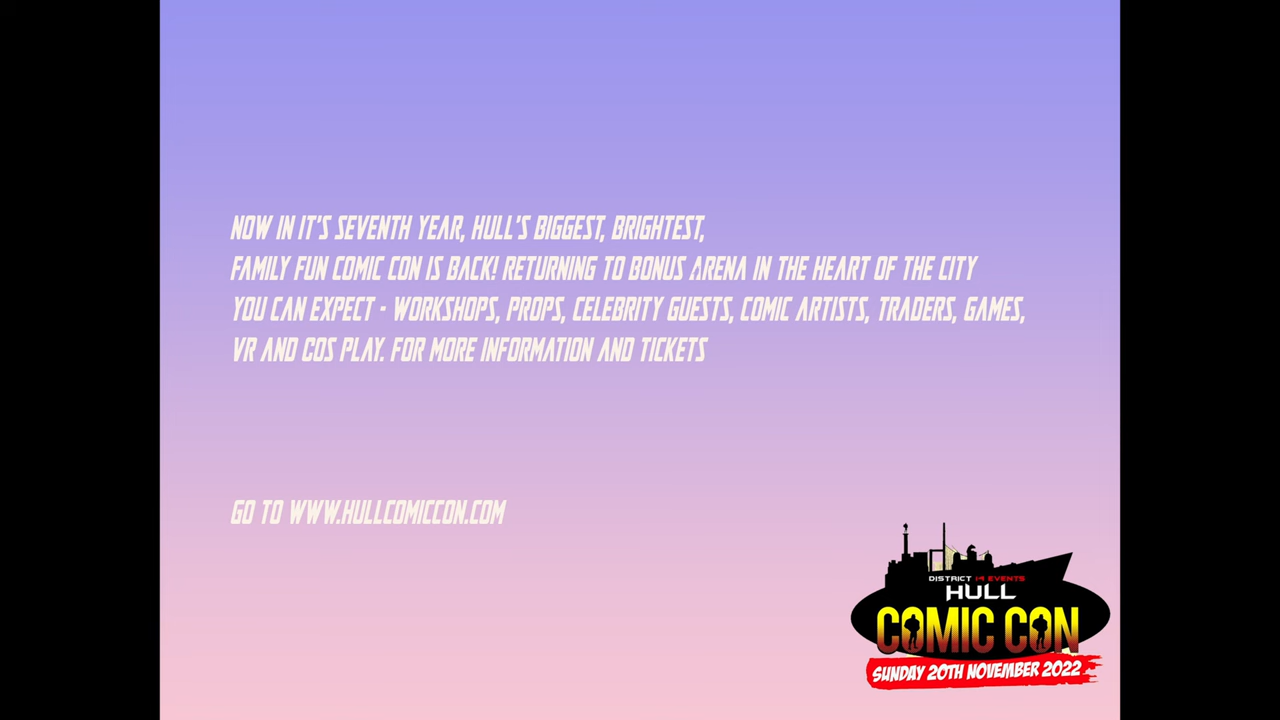 NOW IN IT'S SEVENTH YEAR, HULL'S BIGGEST, BRIGHTEST,
FAMILY FUN COMIC CON IS BACK! RETURNING TO BONUS ARENA IN THE HEART OF THE CITY
YOU CAN EXPECT - WORKSHOPS, PROPS, CELEBRITY GUESTS, COMIC ARTISTS, TRADERS, GAMES,
VR AND COS PLAY. FOR MORE INFORMATION AND TICKETS
GO TO WWW.HULLCOMICCON.COM
DISTRICT 14 EVENTS
HULL
COMIC CON
SUNDAY 20TH NOVEMBER 2022